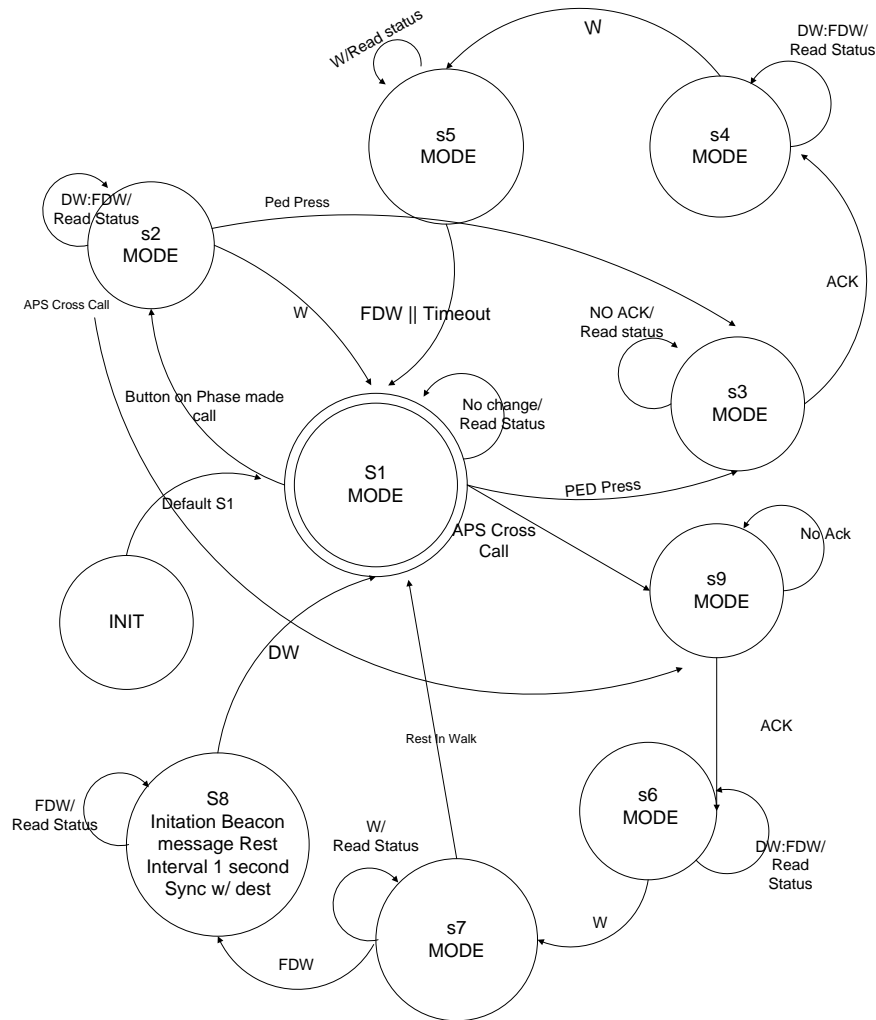 W/Read status
W
DW:FDW/
Read Status
s5
MODE
s4
MODE
DW:FDW/
Read Status
s2
MODE
Ped Press
APS Cross Call
W
FDW || Timeout
ACK
NO ACK/
Read status
s3
MODE
Button on Phase made
call
No change/
Read Status
S1
MODE
Default S1
PED Press
APS Cross
Call
No Ack
s9
MODE
INIT
DW
ACK
Rest In Walk
FDW/
Read Status
S8
Initation Beacon
message Rest
Interval 1 second
Sync w/ dest
s6
MODE
W/
Read Status
DW:FDW/
Read
Status
W
s7
MODE
FDW